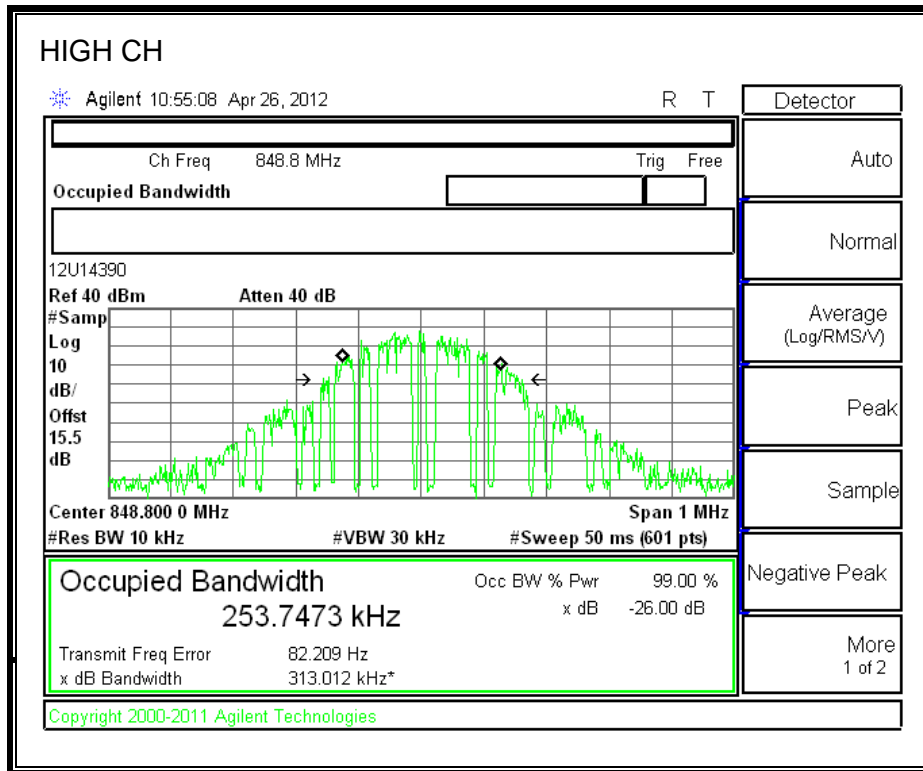 HIGH CH
Agilent 10:55:08 Apr 26, 2012 R T
Detector
Ch Freq 848.8 MHz Trig Free
Occupied Bandwidth
Auto
Normal
12U14390
Ref 40 dBm Atten 40 dB
#Samp
Log
10
dB/
Offst
15.5
dB
Average
(Log/RMS/V)
Peak
Sample
Center 848.800 0 MHz Span 1 MHz
#Res BW 10 kHz #VBW 30 kHz #Sweep 50 ms (601 pts)
Occupied Bandwidth Occ BW % Pwr 99.00 %
253.7473 kHz x dB -26.00 dB
Transmit Freq Error 82.209 Hz
x dB Bandwidth 313.012 kHz*
Negative Peak
More
1 of 2
Copyright 2000-2011 Agilent Technologies